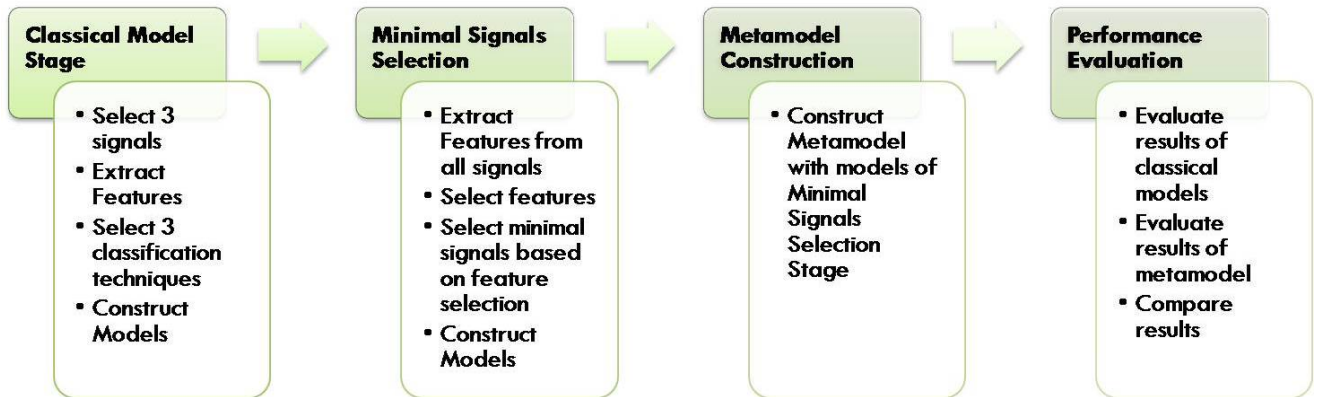 Classical Model
Stage
• Select 3
signals
• Extract
Features
• Select 3
classification
techniques
• Construct
Models
Minimal Signals
Selection
• Extract
Features from
all signals
• Select features
• Select minimal
signals based
on feature
selection
• Construct
Models
Metamodel
Construction
• Construct
Metamodel
with models of
Minimal
Signals
Selection
Stage
Performance
Evaluation
• Evaluate
results of
classical
models
• Evaluate
results of
metamodel
• Compare
results